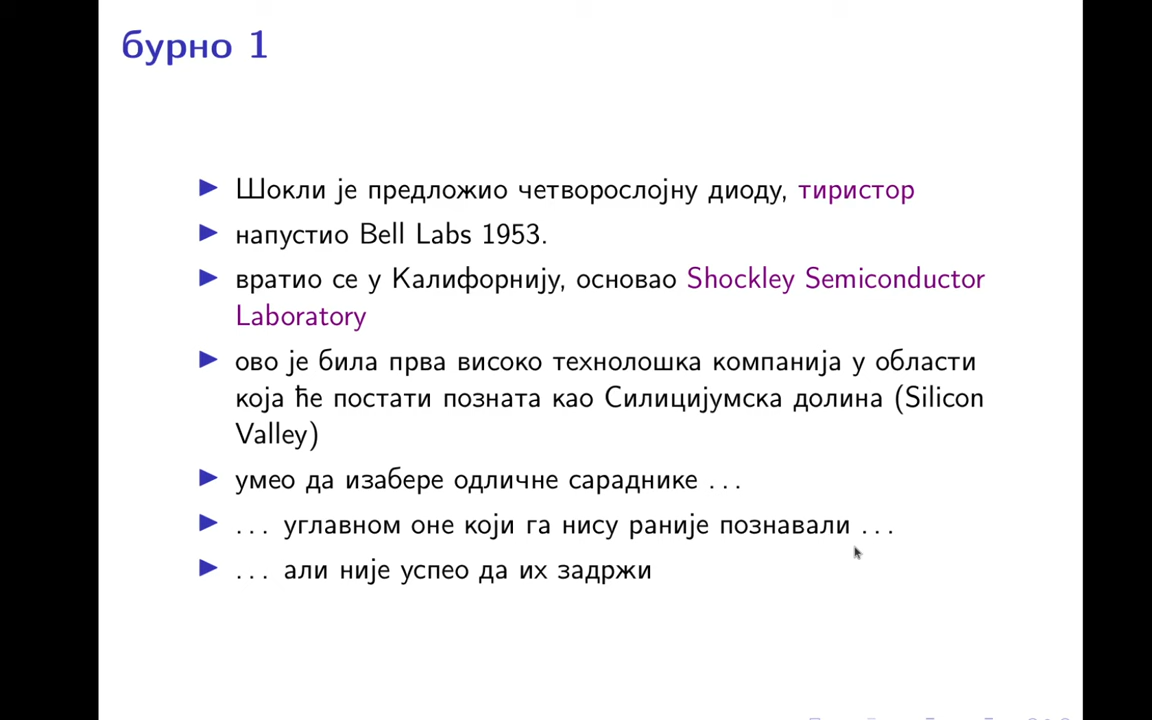 бурно 1
Шокли је предложио четворослојну диоду, тиристор
напустио Bell Labs 1953.
вратио се у Калифорнију, основао Shockley Semiconductor
Laboratory
ово је била прва високо технолошка компанија у области
која ће постати позната као Силицијумска долина (Silicon
Valley)
умео да изабере одличне сараднике ...
... углавном оне који га нису раније познавали ...
... али није успео да их задржи